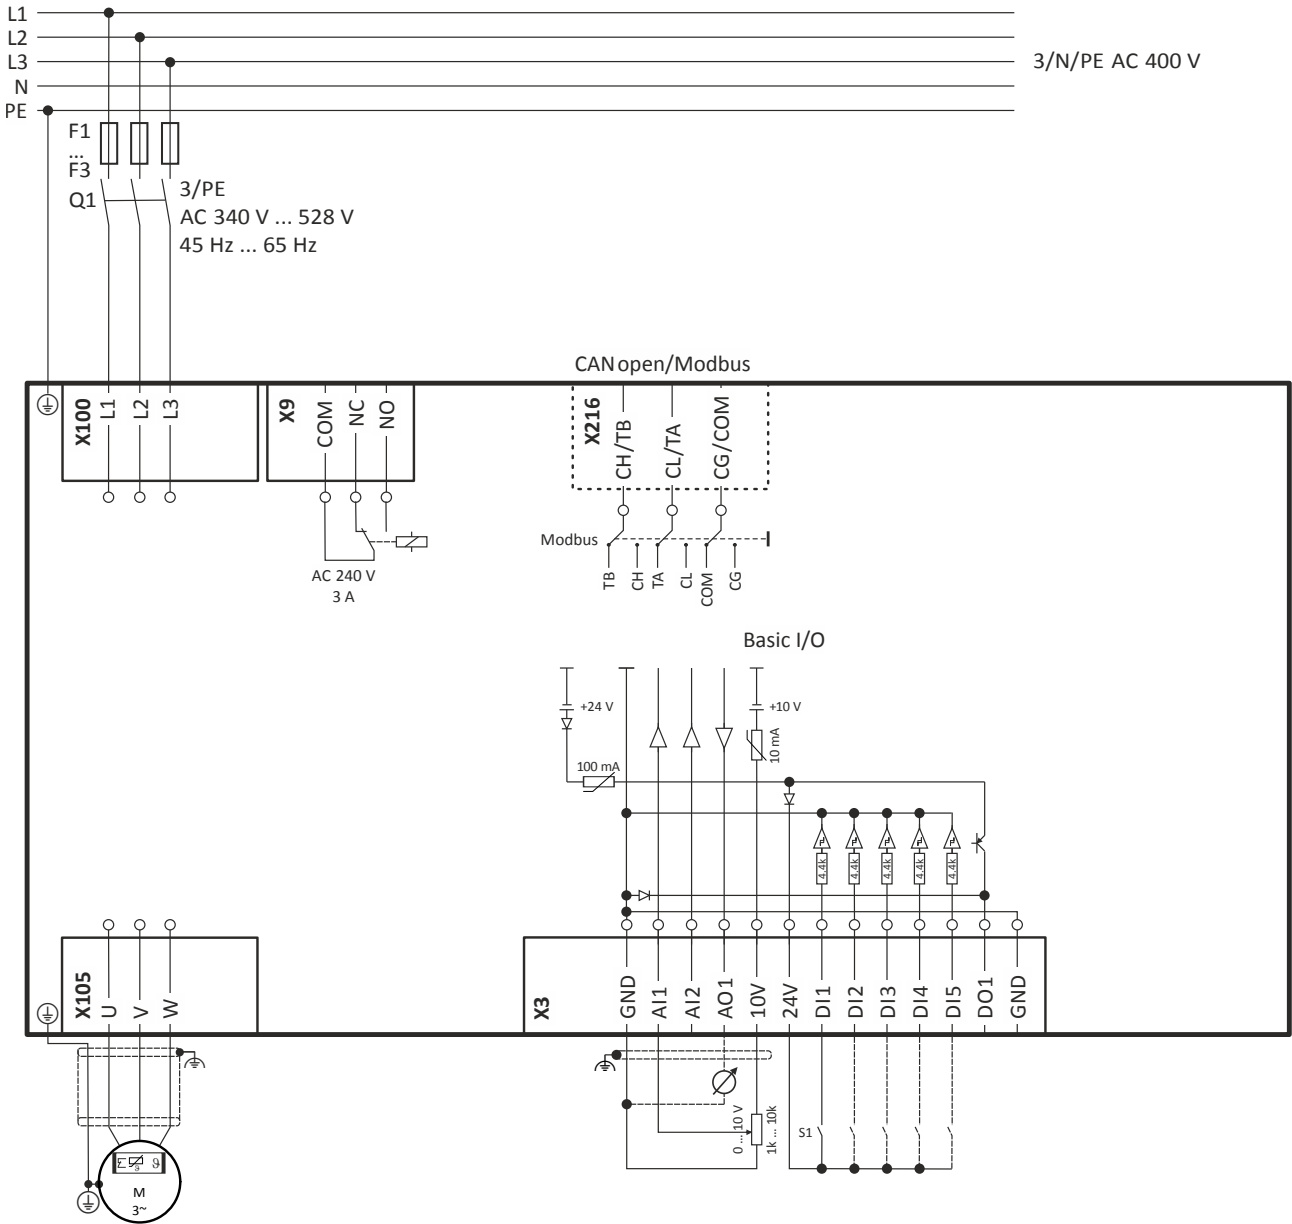 L1
L2
L3
3/N/PE AC 400 V
N
PE
F1
...
F3
Q1
3/PE
AC 340 V ... 528 V
45 Hz ... 65 Hz
CANopen/Modbus
X100
L1
L2
L3
X9
COM
NC
NO
X216
CH/TB
CL/TA
CG/COM
Modbus
TB
CH
TA
CL
COM
CG
AC 240 V
3 A
Basic I/O
+24 V
+10 V
10 mA
100 mA
4.4k
4.4k
4.4k
4.4k
4.4k
X105
U
V
W
X3
GND
AI1
AI2
AO1
10V
24V
DI1
DI2
DI3
DI4
DI5
DO1
GND
0 ... 10 V
1k ... 10k
S1
ϑ
M
3~